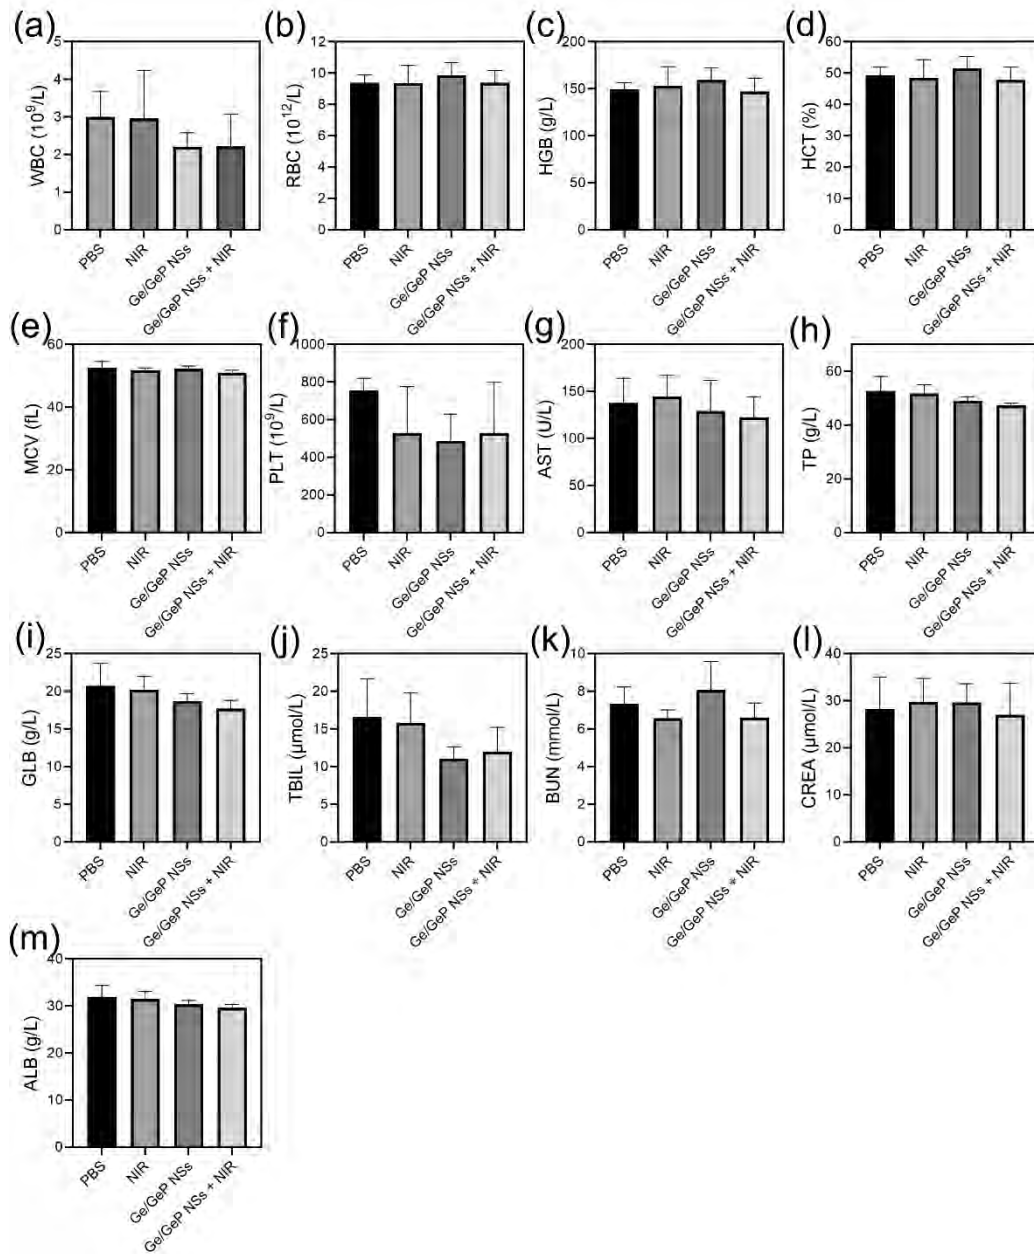 (a)
WBC (10^9/L)
5
4
3
2
1
0
PBS
NIR
Ge/GeP NSs
Ge/GeP NSs + NIR
(b)
RBC (10^12/L)
12
10
8
6
4
2
0
PBS
NIR
Ge/GeP NSs
Ge/GeP NSs + NIR
(c)
HGB (g/L)
200
150
100
50
0
PBS
NIR
Ge/GeP NSs
Ge/GeP NSs + NIR
(d)
HCT (%)
60
50
40
30
20
10
0
PBS
NIR
Ge/GeP NSs
Ge/GeP NSs + NIR
(e)
MCV (fL)
60
40
20
0
PBS
NIR
Ge/GeP NSs
Ge/GeP NSs + NIR
(f)
PLT (10^9/L)
1000
800
600
400
200
0
PBS
NIR
Ge/GeP NSs
Ge/GeP NSs + NIR
(g)
AST (U/L)
200
150
100
50
0
PBS
NIR
Ge/GeP NSs
Ge/GeP NSs + NIR
(h)
TP (g/L)
60
40
20
0
PBS
NIR
Ge/GeP NSs
Ge/GeP NSs + NIR
(i)
GLB (g/L)
25
20
15
10
5
0
PBS
NIR
Ge/GeP NSs
Ge/GeP NSs + NIR
(j)
TBIL (μmol/L)
25
20
15
10
5
0
PBS
NIR
Ge/GeP NSs
Ge/GeP NSs + NIR
(k)
BUN (mmol/L)
10
8
6
4
2
0
PBS
NIR
Ge/GeP NSs
Ge/GeP NSs + NIR
(l)
CREA (μmol/L)
40
30
20
10
0
PBS
NIR
Ge/GeP NSs
Ge/GeP NSs + NIR
(m)
ALB (g/L)
40
30
20
10
0
PBS
NIR
Ge/GeP NSs
Ge/GeP NSs + NIR